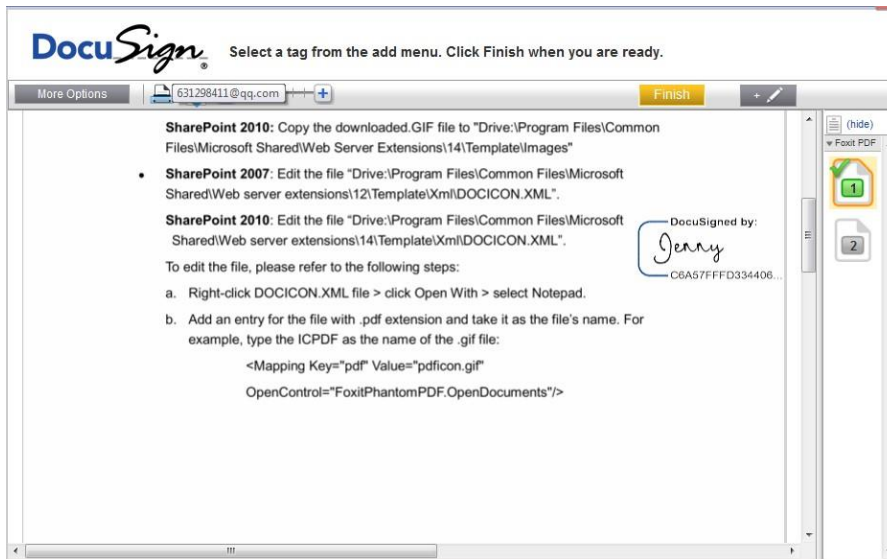 DocuSign® Select a tag from the add menu. Click Finish when you are ready.
More Options 631298411@qq.com + Finish +
SharePoint 2010: Copy the downloaded.GIF file to "Drive:\Program Files\Common
Files\Microsoft Shared\Web Server Extensions\14\Template\Images"
• SharePoint 2007: Edit the file “Drive:\Program Files\Common Files\Microsoft
Shared\Web server extensions\12\Template\Xml\DOCICON.XML”.
SharePoint 2010: Edit the file “Drive:\Program Files\Common Files\Microsoft
Shared\Web server extensions\14\Template\Xml\DOCICON.XML”.
To edit the file, please refer to the following steps:
a. Right-click DOCICON.XML file > click Open With > select Notepad.
b. Add an entry for the file with .pdf extension and take it as the file’s name. For
example, type the ICPDF as the name of the .gif file:
<Mapping Key="pdf" Value="pdficon.gif"
OpenControl="FoxitPhantomPDF.OpenDocuments"/>
DocuSigned by:
Jenny
C6A57FFFD334406...
(hide)
Foxit PDF
1
2